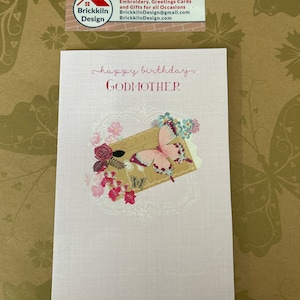 Brickkiln
Design
Embroidery, Greetings Cards
and Gifts for all Occasions
BrickkilnDesign@gmail.com
BrickkilnDesign.com
happy birthday
GODMOTHER